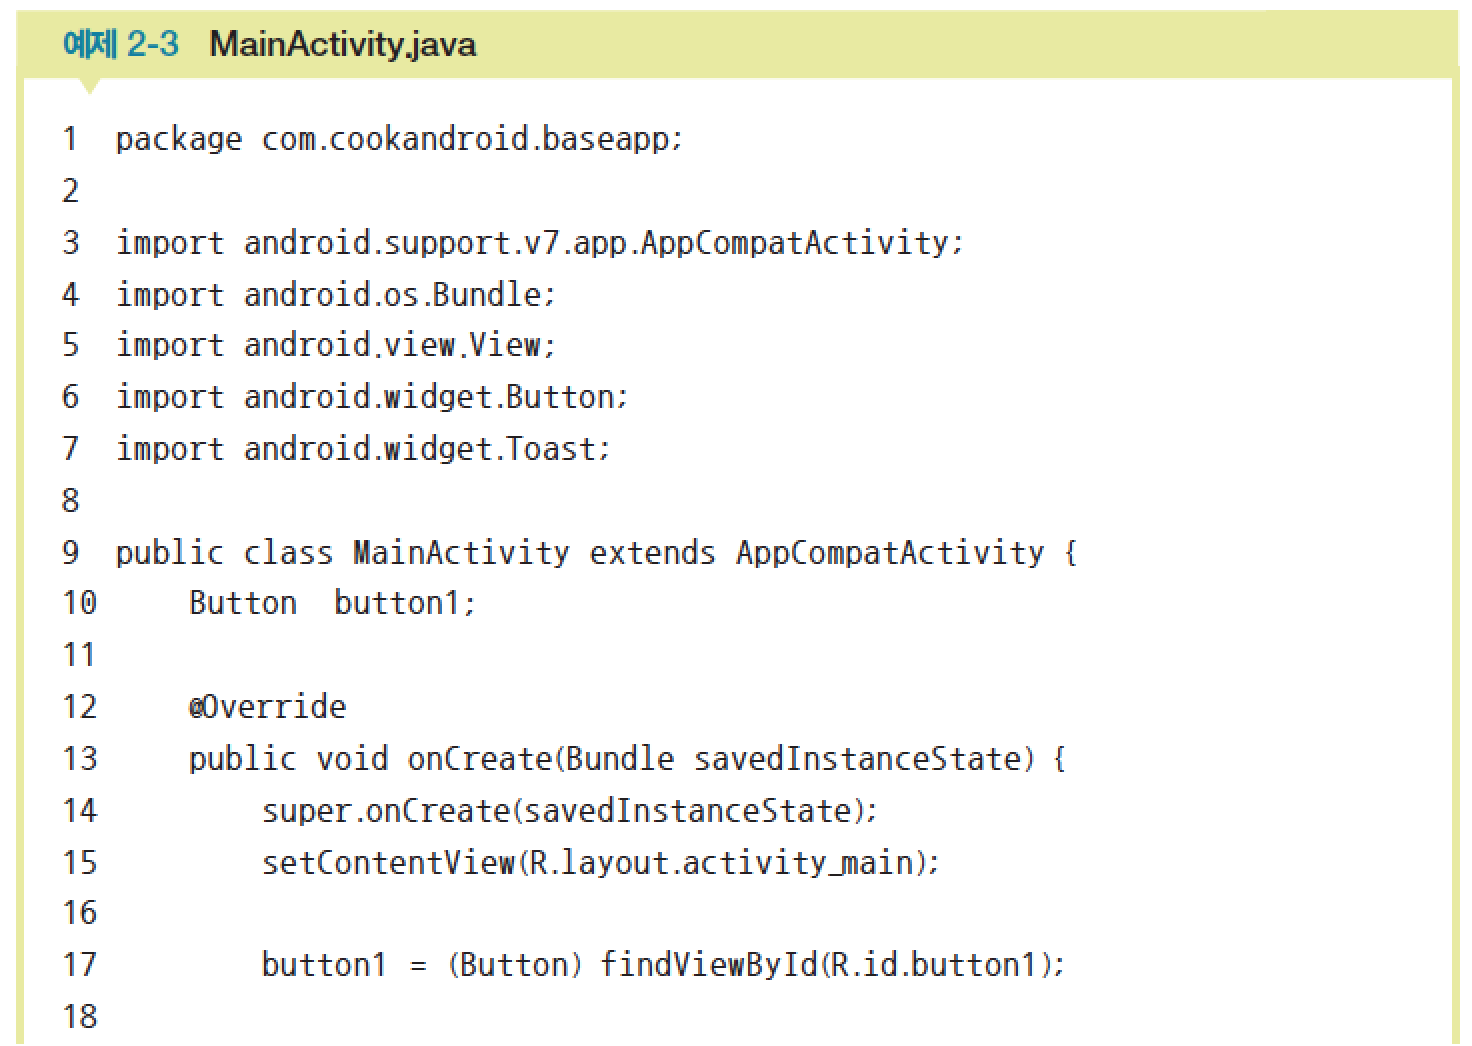 예제 2-3 MainActivity.java
1 package com.cookandroid.baseapp;
2
3 import android.support.v7.app.AppCompatActivity;
4 import android.os.Bundle;
5 import android.view.View;
6 import android.widget.Button;
7 import android.widget.Toast;
8
9 public class MainActivity extends AppCompatActivity {
10     Button  button1;
11
12     @Override
13     public void onCreate(Bundle savedInstanceState) {
14         super.onCreate(savedInstanceState);
15         setContentView(R.layout.activity_main);
16
17         button1 = (Button) findViewById(R.id.button1);
18